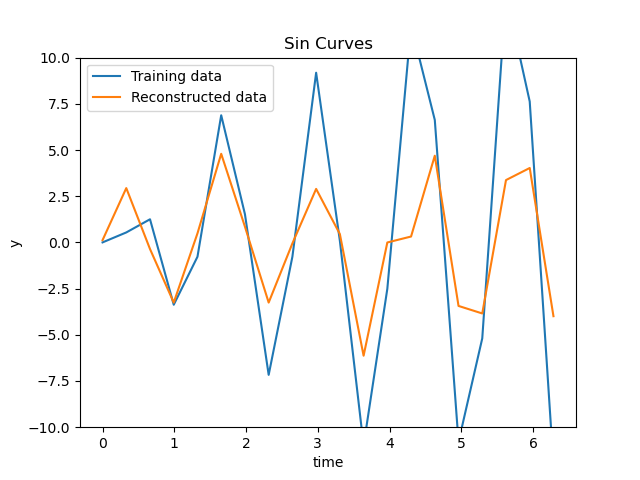 Sin Curves
Training data
Reconstructed data
10.0
7.5
5.0
2.5
0.0
−2.5
−5.0
−7.5
−10.0
y
0 1 2 3 4 5 6
time